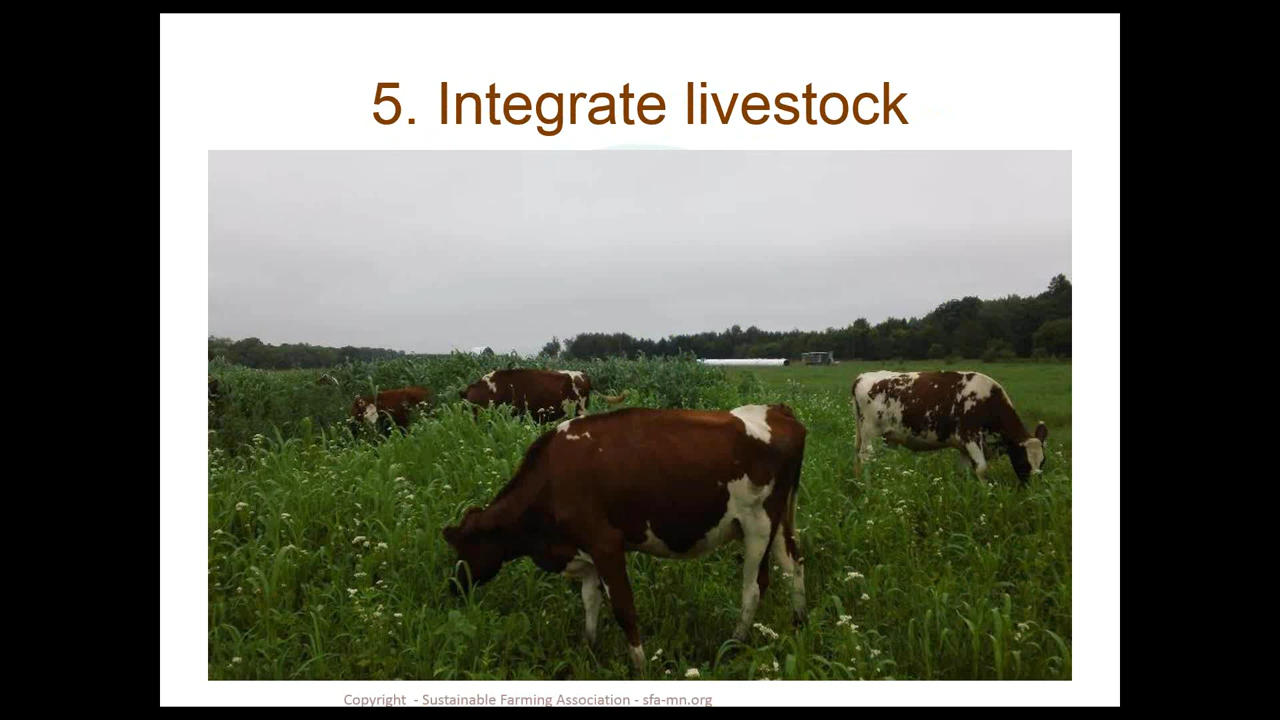 5. Integrate livestock
Copyright - Sustainable Farming Association - sfa-mn.org